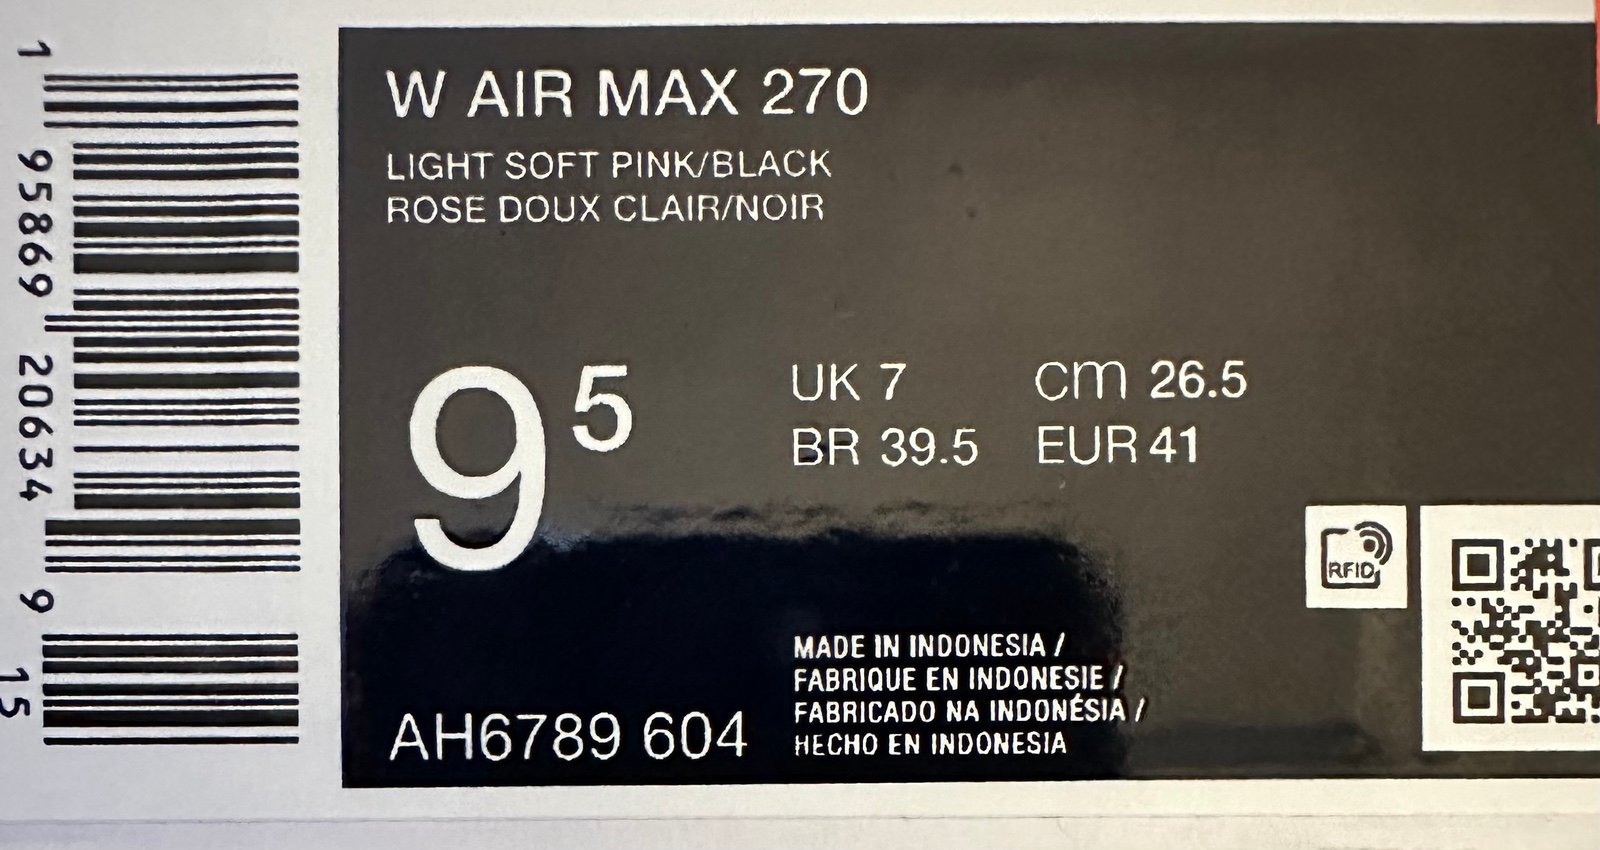 W AIR MAX 270
LIGHT SOFT PINK/BLACK
ROSE DOUX CLAIR/NOIR
9 5
UK 7 cm 26.5
BR 39.5 EUR 41
RFID
MADE IN INDONESIA /
FABRIQUE EN INDONESIE /
FABRICADO NA INDONÉSIA /
HECHO EN INDONESIA
AH6789 604
1 95869 20634 9
15